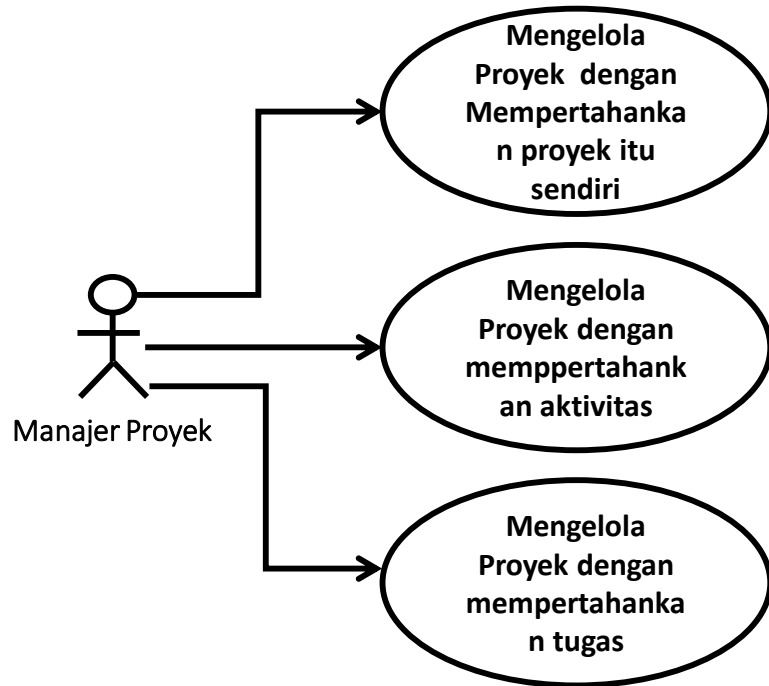 Mengelola
Proyek dengan
Mempertahanka
n proyek itu
sendiri
Mengelola
Proyek dengan
memppertahank
an aktivitas
Manajer Proyek
Mengelola
Proyek dengan
mempertahanka
n tugas